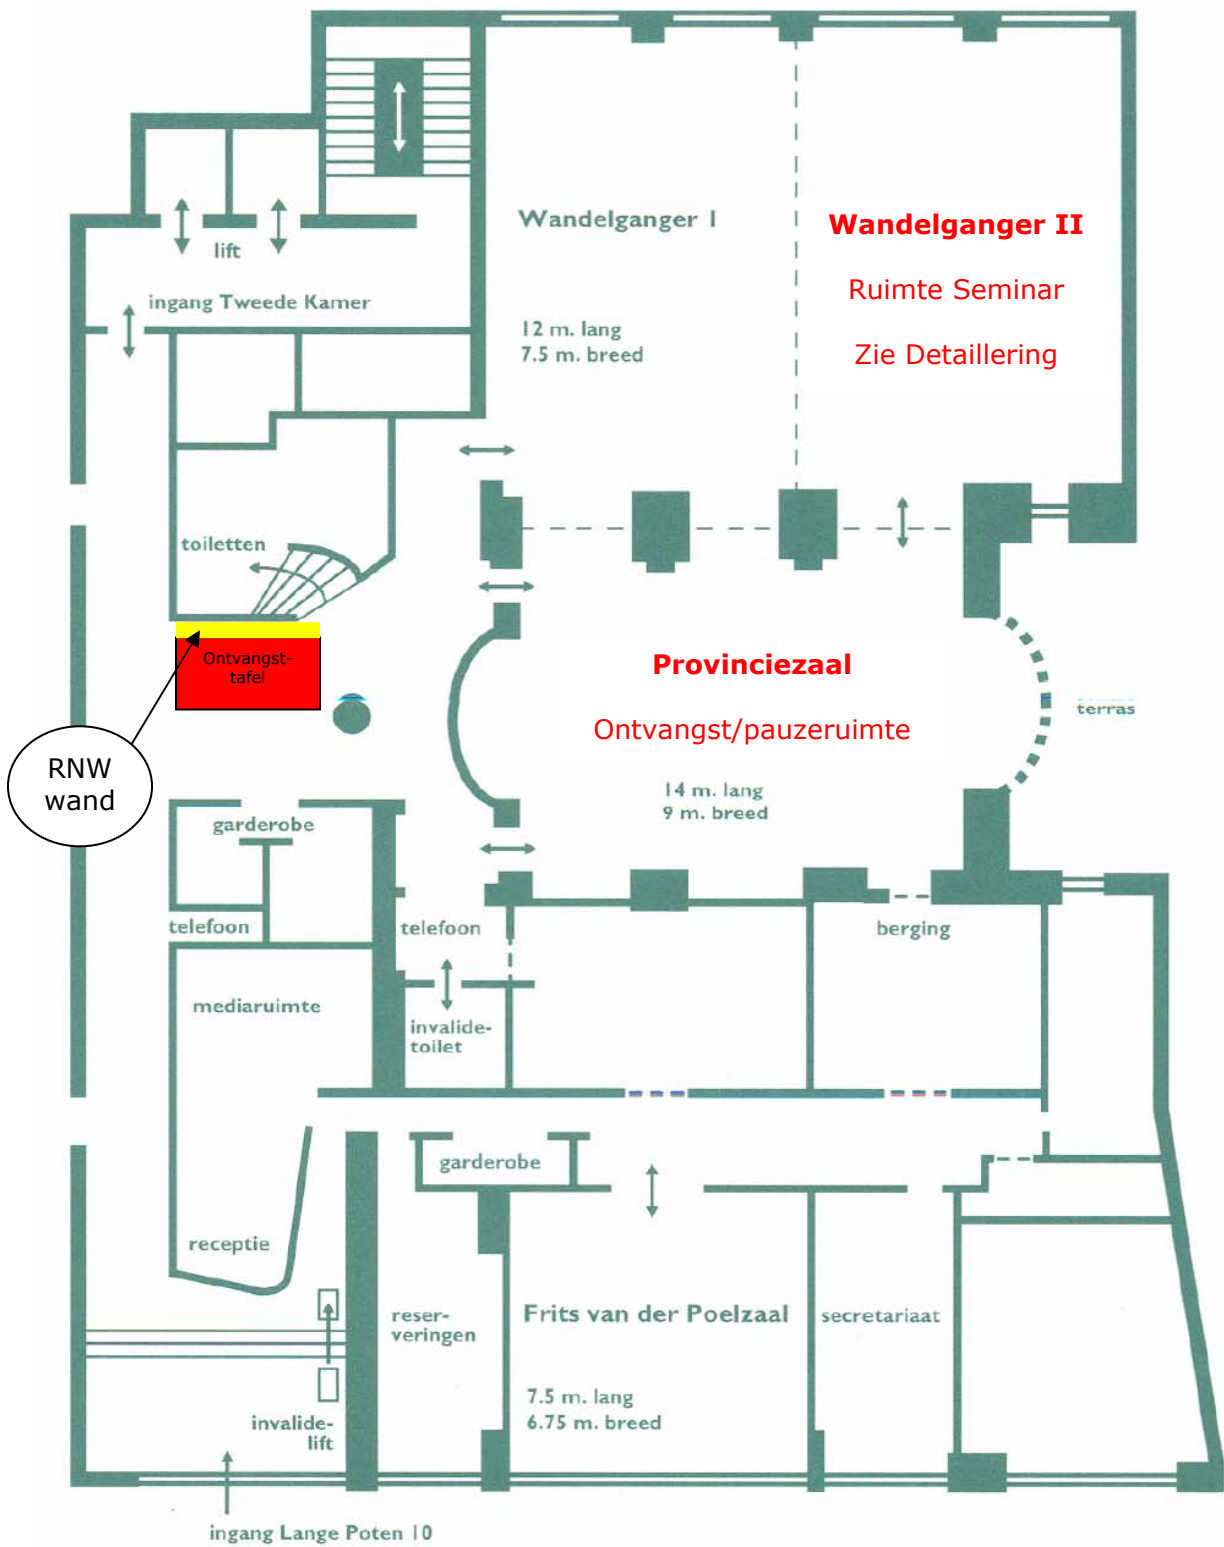 Wandelganger I
Wandelganger II
Ruimte Seminar
Zie Detaillering
lift
ingang Tweede Kamer
12 m. lang
7.5 m. breed
toiletten
Ontvangst-
tafel
RNW
wand
Provinciezaal
Ontvangst/pauzeruimte
terras
14 m. lang
9 m. breed
garderobe
telefoon
telefoon
berging
mediaruimte
invalide-
toilet
garderobe
receptie
reser-
veringen
Frits van der Poelzaal
secretariaat
7.5 m. lang
6.75 m. breed
invalide-
lift
ingang Lange Poten 10